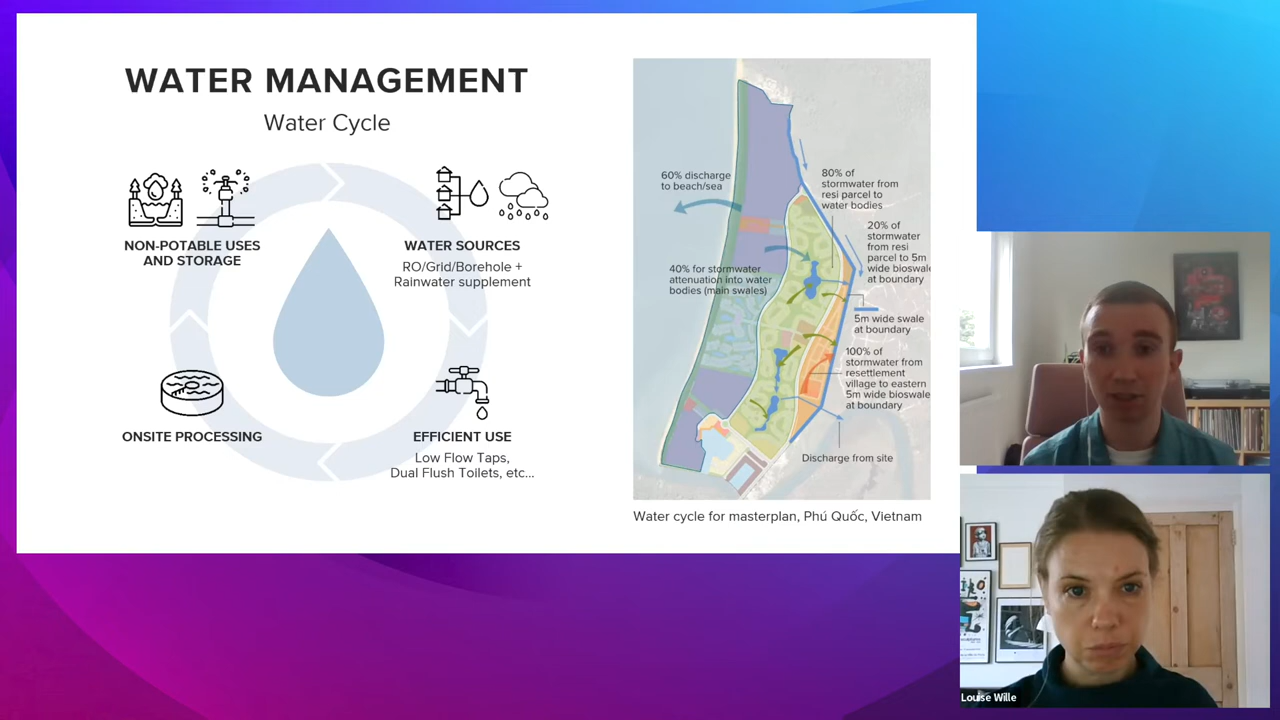 WATER MANAGEMENT
Water Cycle
NON-POTABLE USES
AND STORAGE
WATER SOURCES
RO/Grid/Borehole +
Rainwater supplement
ONSITE PROCESSING
EFFICIENT USE
Low Flow Taps,
Dual Flush Toilets, etc...
60% discharge
to beach/sea
80% of
stormwater from
resi parcel to
water bodies
20% of
stormwater
from resi
parcel to 5m
wide bioswale
at boundary
40% for stormwater
attenuation into water
bodies (main swales)
5m wide swale
at boundary
100% of
stormwater from
resettlement
village to eastern
5m wide bioswale
at boundary
Discharge from site
Water cycle for masterplan, Phú Quốc, Vietnam
Louise Wille